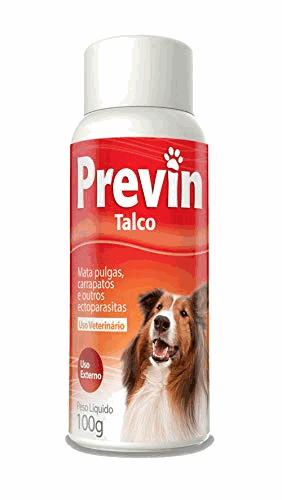 Previn
Talco
Mata pulgas,
carrapatos
e outros
ectoparasitas
Uso Veterinário
Uso
Externo
Peso Líquido
100g